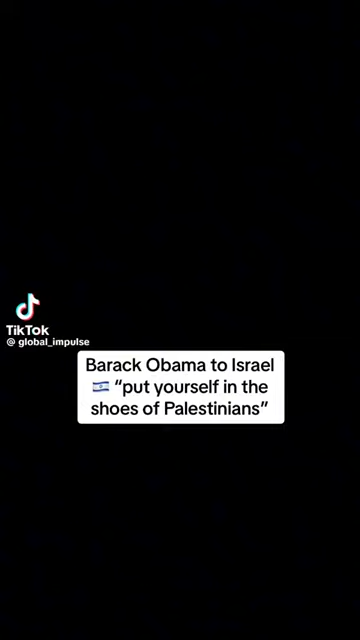 TikTok
@ global_impulse
Barack Obama to Israel
🇮🇱 “put yourself in the
shoes of Palestinians”